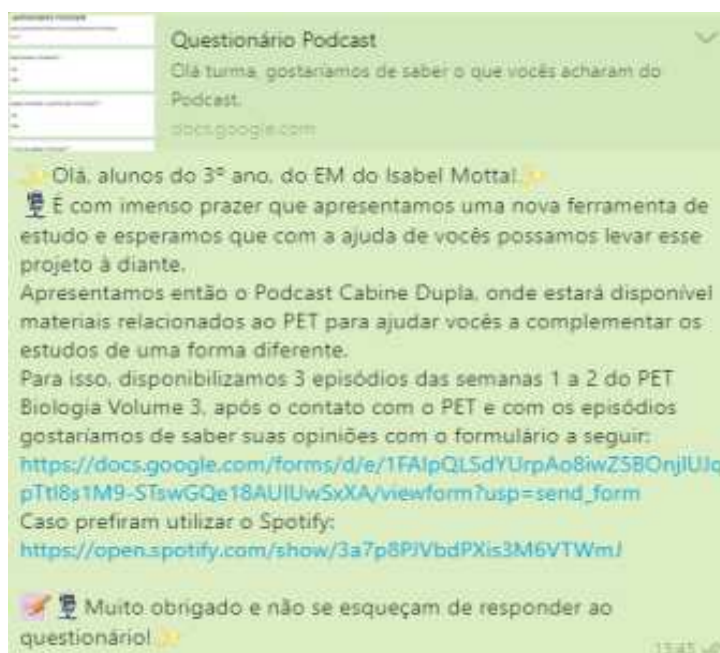 Questionário Podcast
Olá turma, gostaríamos de saber o que vocês acharam do
Podcast.
docs.google.com
Olá, alunos do 3º ano, do EM do Isabel Motta!
É com imenso prazer que apresentamos uma nova ferramenta de
estudo e esperamos que com a ajuda de vocês possamos levar esse
projeto à diante.
Apresentamos então o Podcast Cabine Dupla, onde estará disponível
materiais relacionados ao PET para ajudar vocês a complementar os
estudos de uma forma diferente.
Para isso, disponibilizamos 3 episódios das semanas 1 a 2 do PET
Biologia Volume 3, após o contato com o PET e com os episódios
gostaríamos de saber suas opiniões com o formulário a seguir:
https://docs.google.com/forms/d/e/1FAIpQLSdYUrpAo8iwZ5BOnjlUJq
pTtl8s1M9-STswGQe18AUlUwSxXA/viewform?usp=send_form
Caso prefiram utilizar o Spotify:
https://open.spotify.com/show/3a7p8PJVbdPXis3M6VTWmJ
Muito obrigado e não se esqueçam de responder ao
questionário!
13:45